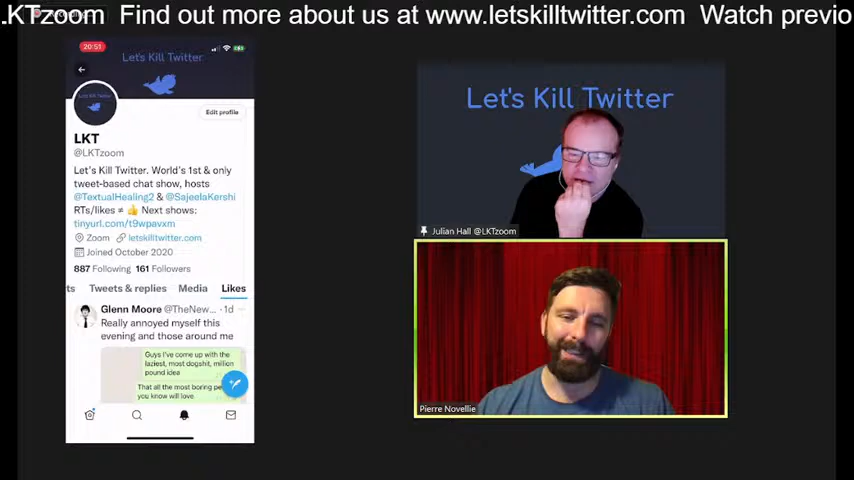 .KTzoom Find out more about us at www.letskilltwitter.com Watch previo
20:51
Let's Kill Twitter
Edit profile
LKT
@LKTzoom
Let's Kill Twitter. World's 1st & only
tweet-based chat show, hosts
@TextualHealing2 & @SajeelaKershi
RTs/likes ≠ 👍 Next shows:
tinyurl.com/t9wpavxm
Zoom letskilltwitter.com
Joined October 2020
887 Following 161 Followers
ts Tweets & replies Media Likes
Glenn Moore @TheNew... · 1d
Really annoyed myself this
evening and those around me
Guys I've come up with the
laziest, most dogshit, million
pound idea
That all the most boring pe
you know will love
Let's Kill Twitter
Julian Hall @LKTzoom
Pierre Novellie